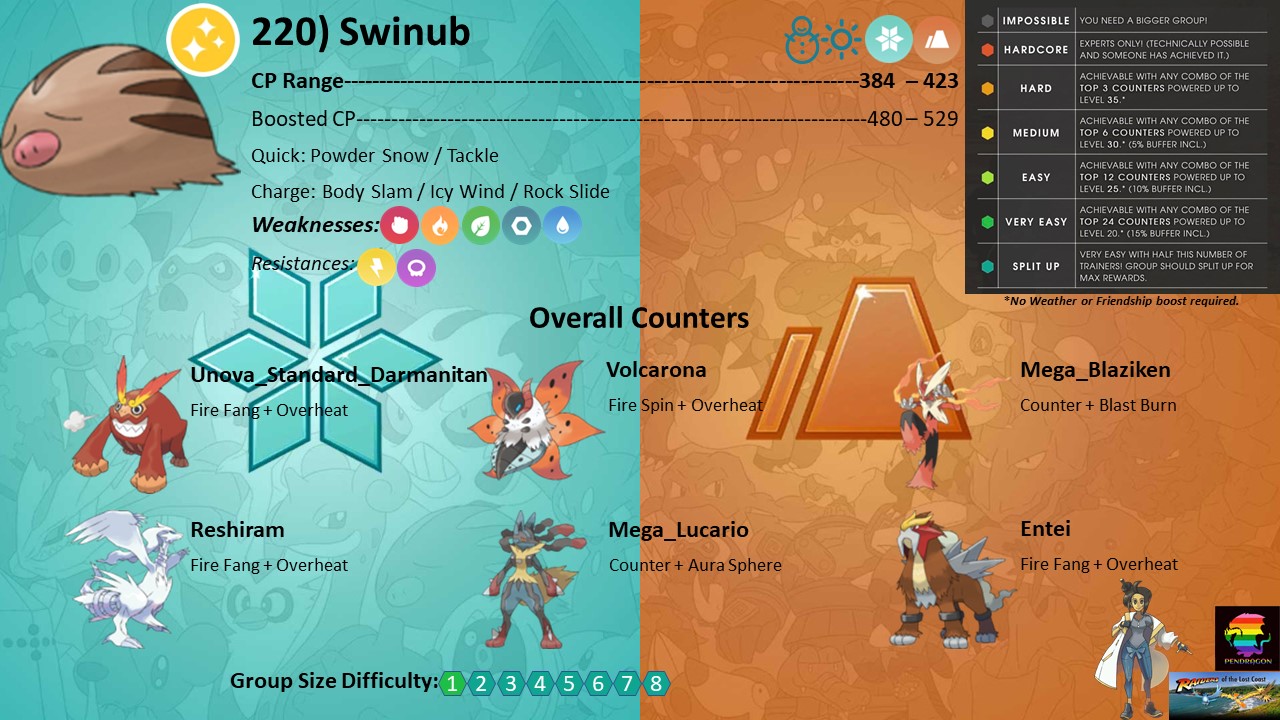 220) Swinub
CP Range---384 – 423
Boosted CP---480 – 529
Quick: Powder Snow / Tackle
Charge: Body Slam / Icy Wind / Rock Slide
Weaknesses:
Resistances:
IMPOSSIBLE YOU NEED A BIGGER GROUP!
HARDCORE EXPERTS ONLY! (TECHNICALLY POSSIBLE
AND SOMEONE HAS ACHIEVED IT.)
HARD ACHIEVABLE WITH ANY COMBO OF THE
TOP 3 COUNTERS POWERED UP TO
LEVEL 35.*
MEDIUM ACHIEVABLE WITH ANY COMBO OF THE
TOP 6 COUNTERS POWERED UP TO
LEVEL 30.* (5% BUFFER INCL.)
EASY ACHIEVABLE WITH ANY COMBO OF THE
TOP 12 COUNTERS POWERED UP TO
LEVEL 25.* (10% BUFFER INCL.)
VERY EASY ACHIEVABLE WITH ANY COMBO OF THE
TOP 24 COUNTERS POWERED UP TO
LEVEL 20.* (15% BUFFER INCL.)
SPLIT UP VERY EASY WITH HALF THIS NUMBER OF
TRAINERS! GROUP SHOULD SPLIT UP FOR
MAX REWARDS.
*No Weather or Friendship boost required.
Overall Counters
Unova_Standard_Darmanitan
Fire Fang + Overheat
Volcarona
Fire Spin + Overheat
Mega_Blaziken
Counter + Blast Burn
Reshiram
Fire Fang + Overheat
Mega_Lucario
Counter + Aura Sphere
Entei
Fire Fang + Overheat
Group Size Difficulty: 1 2 3 4 5 6 7 8
PENDRAGON
RAIDERS of the Lost Coast